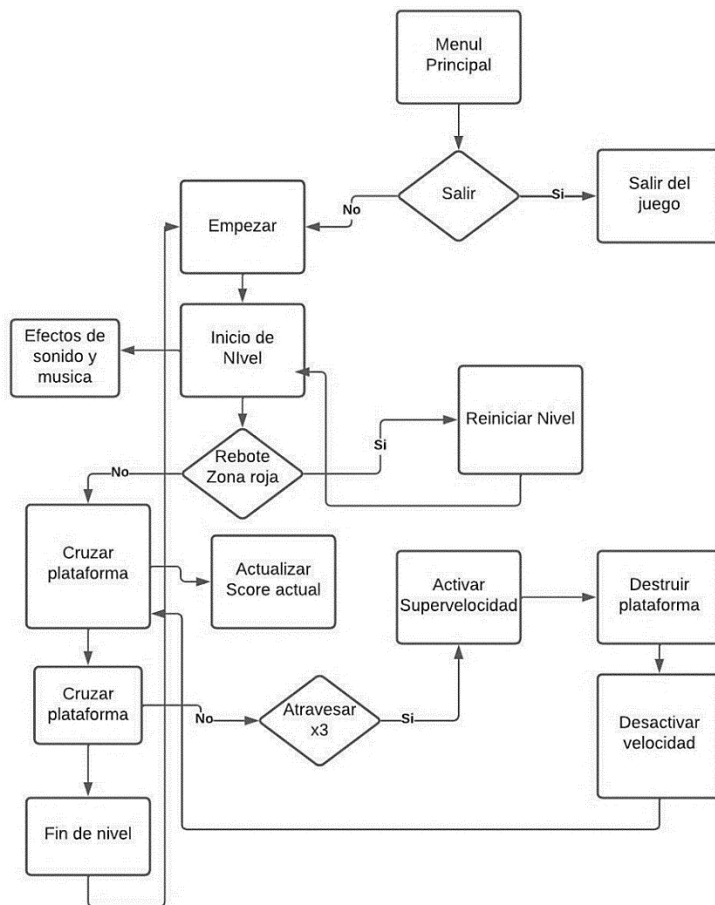 Menul
Principal
Salir
Si
Salir del
juego
No
Empezar
Efectos de
sonido y
musica
Inicio de
NIvel
Reiniciar Nivel
Si
Rebote
Zona roja
No
Cruzar
plataforma
Actualizar
Score actual
Activar
Supervelocidad
Destruir
plataforma
Cruzar
plataforma
No
Atravesar
x3
Si
Desactivar
velocidad
Fin de nivel